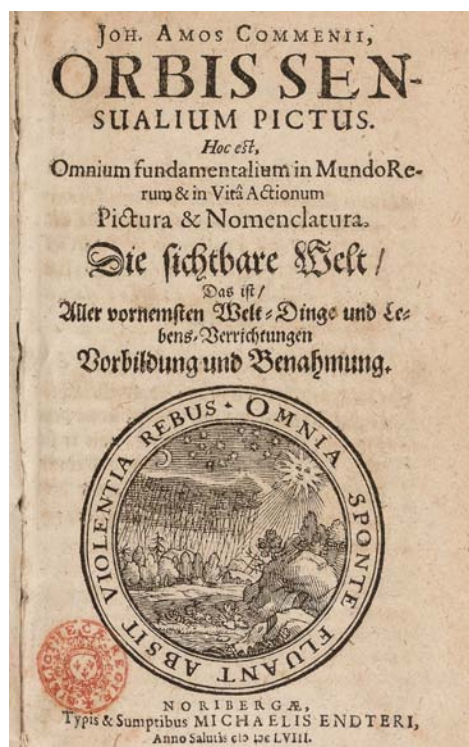 JOH. AMOS COMMENII,
ORBIS SEN-
SUALIUM PICTUS.
Hoc est,
Omnium fundamentalium in Mundo Re-
rum & in Vitâ Actionum
Pictura & Nomenclatura.
Die sichtbare Welt/
Das ist/
Aller vornemsten Welt-Dinge und Le-
bens-Verrichtungen
Vorbildung und Benahmung.
OMNIA SPONTE FLUANT ABSIT VIOLENTIA REBUS
NORIBERGÆ,
Typis & Sumptibus MICHAELIS ENDTERI,
Anno Salutis cIɔ Iɔc LVIII.